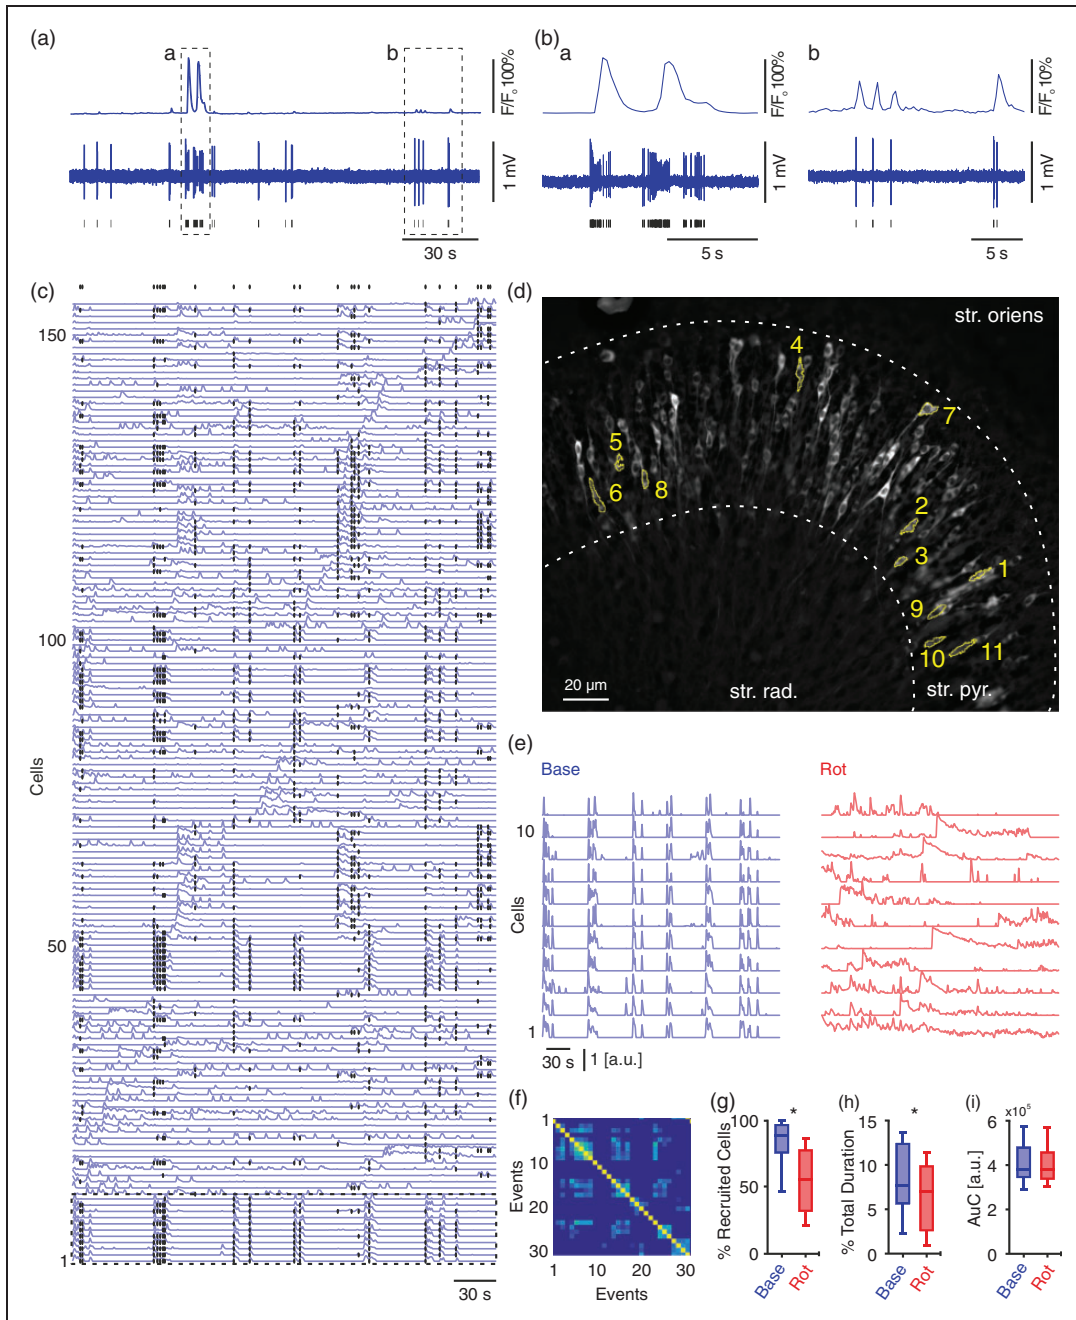 (a)
a
b
F/F₀ 100%
1 mV
30 s
(b)
a
b
F/F₀ 100%
1 mV
5 s
F/F₀ 10%
1 mV
5 s
(c)
150
100
50
1
Cells
30 s
(d)
str. oriens
4
7
5
6
8
2
3
1
9
10
11
20 µm
str. rad.
str. pyr.
(e)
Base
Rot
10
1
Cells
30 s
1 [a.u.]
(f)
1
10
20
30
Events
1
10
20
30
Events
(g)
*
% Recruited Cells
100
50
0
Base
Rot
(h)
*
% Total Duration
15
10
5
0
Base
Rot
(i)
x10⁵
AuC [a.u.]
6
4
2
0
Base
Rot